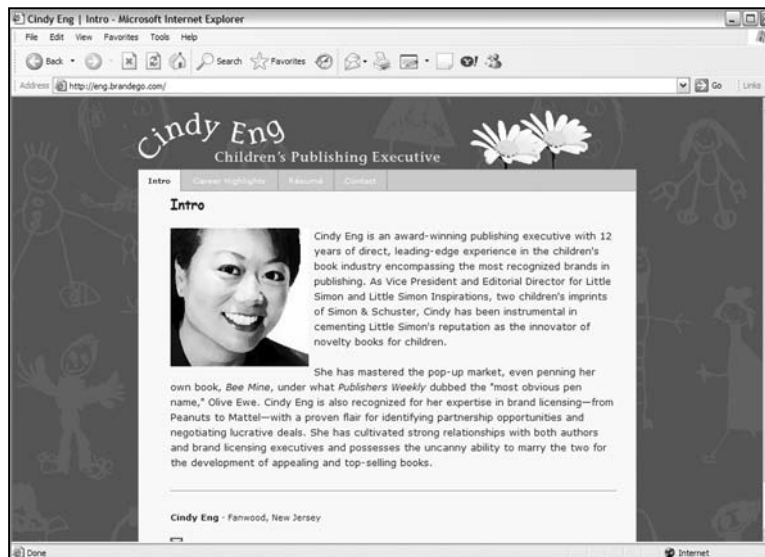 Cindy Eng | Intro - Microsoft Internet Explorer
File Edit View Favorites Tools Help
Back Search Favorites
Address http://eng.brandego.com/ Go Links
Cindy Eng
Children's Publishing Executive
Intro Career Highlights Résumé Contact
Intro
Cindy Eng is an award-winning publishing executive with 12
years of direct, leading-edge experience in the children's
book industry encompassing the most recognized brands in
publishing. As Vice President and Editorial Director for Little
Simon and Little Simon Inspirations, two children's imprints
of Simon & Schuster, Cindy has been instrumental in
cementing Little Simon's reputation as the innovator of
novelty books for children.
She has mastered the pop-up market, even penning her
own book, Bee Mine, under what Publishers Weekly dubbed the "most obvious pen
name," Olive Ewe. Cindy Eng is also recognized for her expertise in brand licensing—from
Peanuts to Mattel—with a proven flair for identifying partnership opportunities and
negotiating lucrative deals. She has cultivated strong relationships with both authors
and brand licensing executives and possesses the uncanny ability to marry the two for
the development of appealing and top-selling books.
Cindy Eng - Fanwood, New Jersey
Done Internet